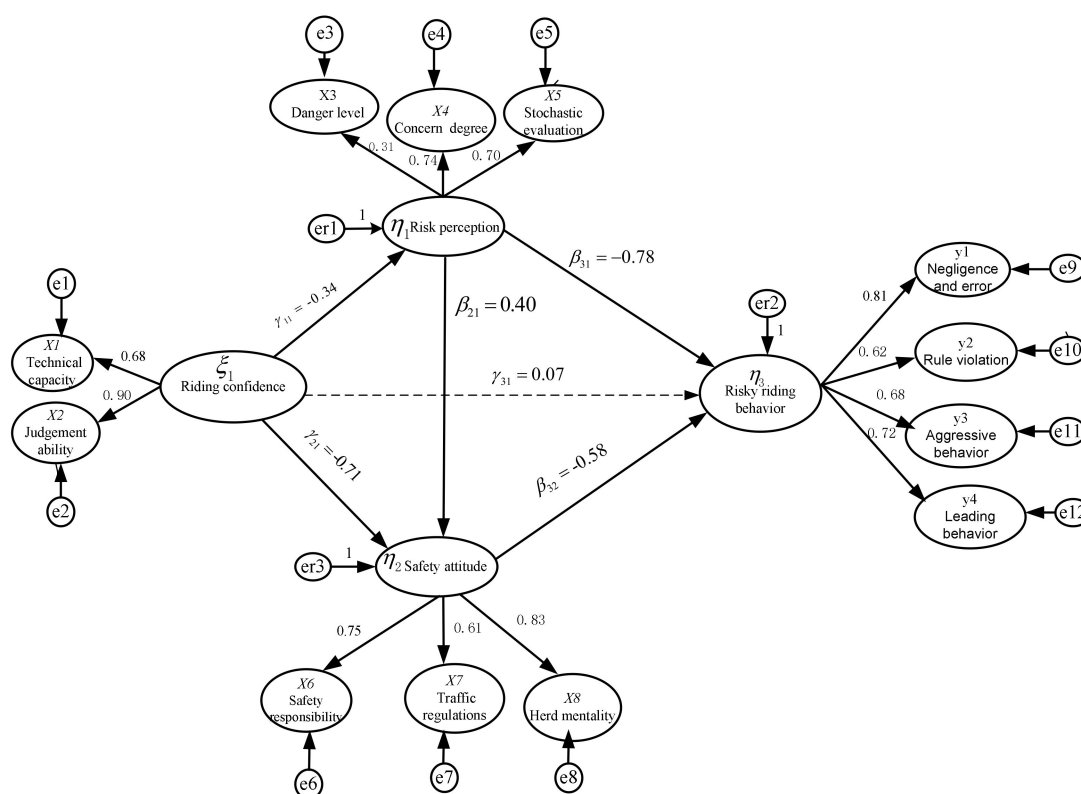 e3
e4
e5
X3
Danger level
X4
Concern degree
X5
Stochastic
evaluation
0.31
0.74
0.70
er1
1
η1 Risk perception
β31 = -0.78
γ11 = -0.34
β21 = 0.40
e1
X1
Technical
capacity
0.68
ξ1
Riding confidence
0.90
X2
Judgement
ability
e2
γ31 = 0.07
er2
1
η3
Risky riding
behavior
0.81
y1
Negligence
and error
e9
0.62
y2
Rule violation
e10
0.68
y3
Aggressive
behavior
e11
0.72
y4
Leading
behavior
e12
γ21 = -0.71
β32 = -0.58
er3
1
η2 Safety attitude
0.75
0.61
0.83
X6
Safety
responsibility
X7
Traffic
regulations
X8
Herd mentality
e6
e7
e8